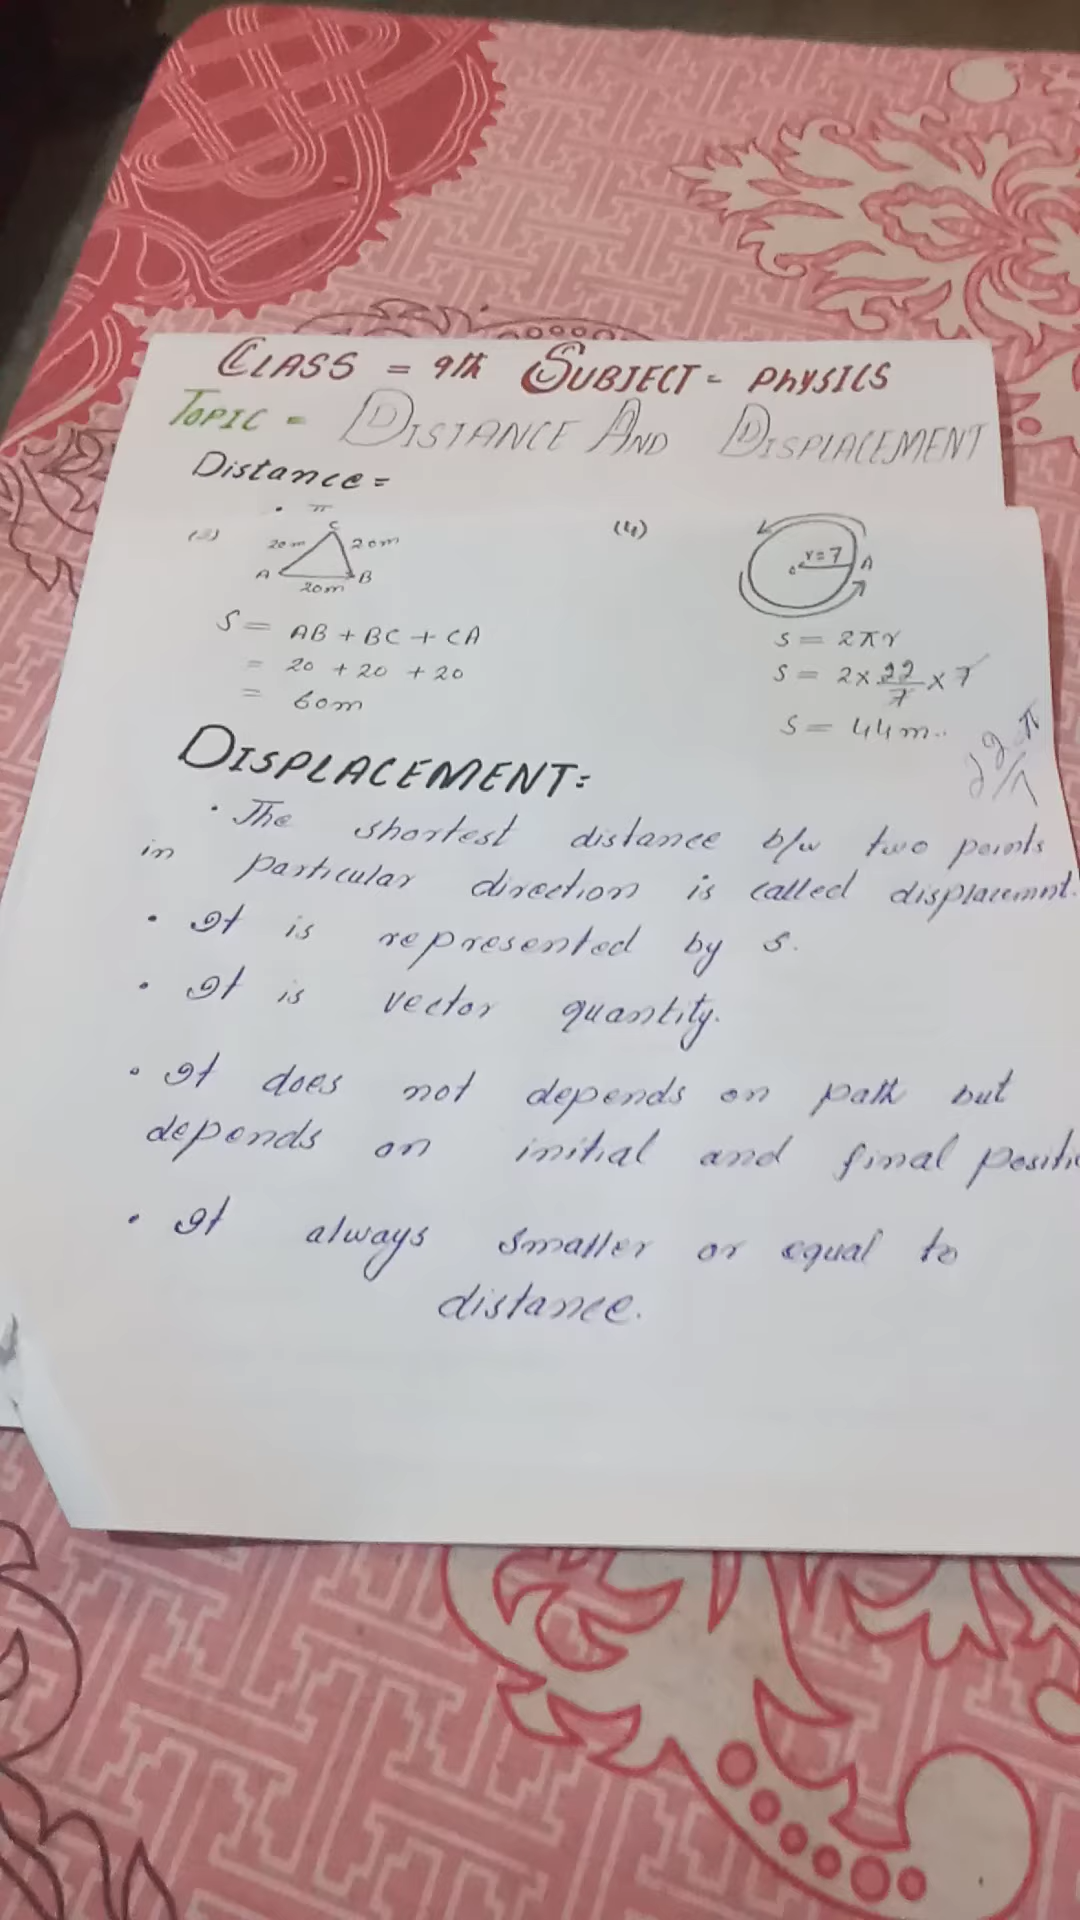 CLASS = 9th SUBJECT = PHYSICS
TOPIC = DISTANCE AND DISPLACEMENT
Distance =
(4)
C
20m 20m
A B
20m
r = 7
o A
S = AB + BC + CA
= 20 + 20 + 20
= 60m
S = 2πr
S = 2 × 22/7 × 7
S = 44m.
DISPLACEMENT =
• The shortest distance b/w two points
in particular direction is called displacemnt.
• It is represented by s.
• It is vector quantity.
• It does not depends on path but
depends on initial and final positi
• It always smaller or equal to
distance.